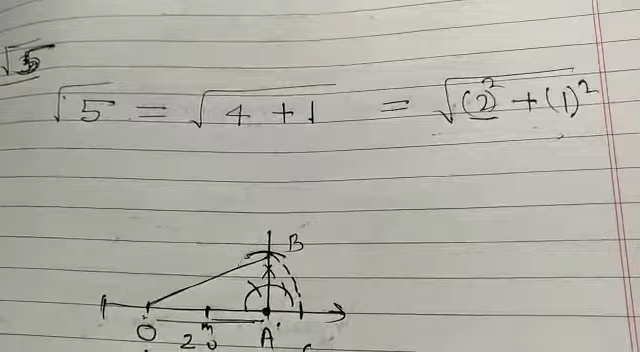 √5
√5 = √4+1 = √(2)²+(1)²
B
O A
2